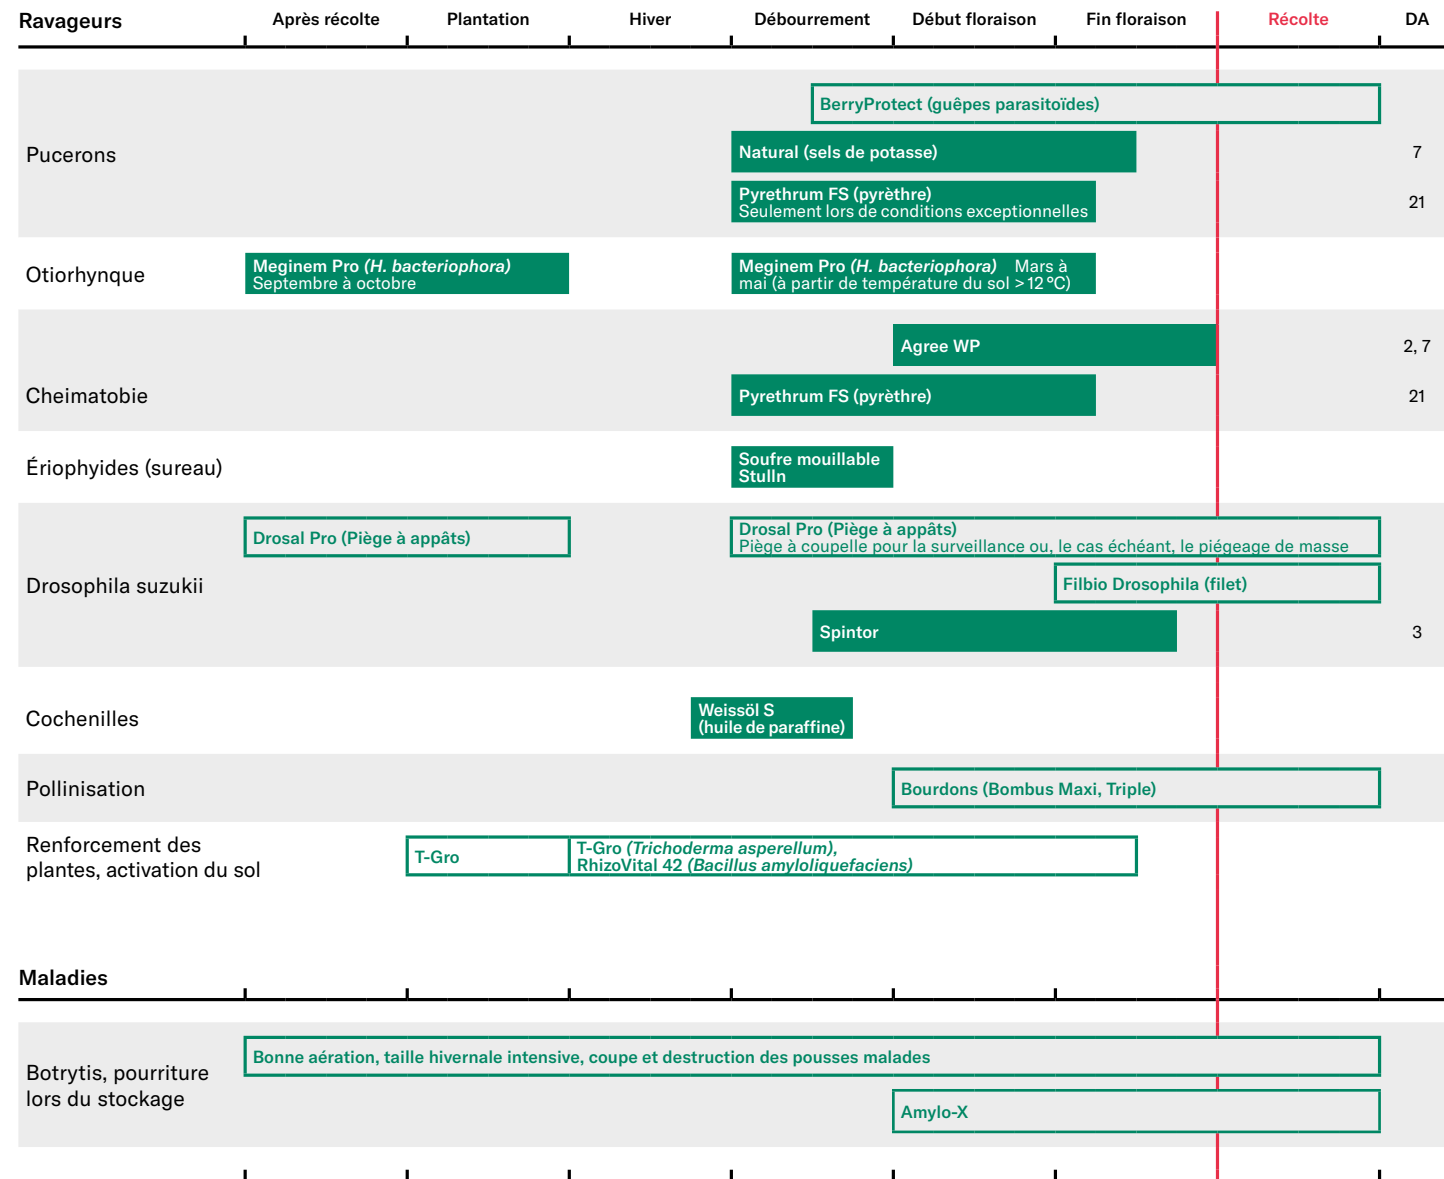 Ravageurs
Après récolte
Plantation
Hiver
Débourrement
Début floraison
Fin floraison
Récolte
DA
Pucerons
BerryProtect (guêpes parasitoïdes)
Natural (sels de potasse)
7
Pyrethrum FS (pyrèthre)
Seulement lors de conditions exceptionnelles
21
Otiorhynque
Meginem Pro (H. bacteriophora)
Septembre à octobre
Meginem Pro (H. bacteriophora) Mars à
mai (à partir de température du sol > 12 °C)
Cheimatobie
Agree WP
2, 7
Pyrethrum FS (pyrèthre)
21
Ériophyides (sureau)
Soufre mouillable
Stulln
Drosophila suzukii
Drosal Pro (Piège à appâts)
Drosal Pro (Piège à appâts)
Piège à coupelle pour la surveillance ou, le cas échéant, le piégeage de masse
Filbio Drosophila (filet)
Spintor
3
Cochenilles
Weissöl S
(huile de paraffine)
Pollinisation
Bourdons (Bombus Maxi, Triple)
Renforcement des
plantes, activation du sol
T-Gro
T-Gro (Trichoderma asperellum),
RhizoVital 42 (Bacillus amyloliquefaciens)
Maladies
Botrytis, pourriture
lors du stockage
Bonne aération, taille hivernale intensive, coupe et destruction des pousses malades
Amylo-X